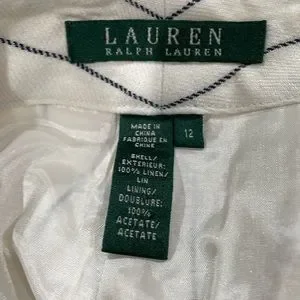 LAUREN
RALPH LAUREN
MADE IN
CHINA
FABRIQUE EN
CHINE
12
SHELL/
EXTERIEUR:
100% LINEN/
LIN
LINING/
DOUBLURE:
100%
ACETATE/
ACETATE